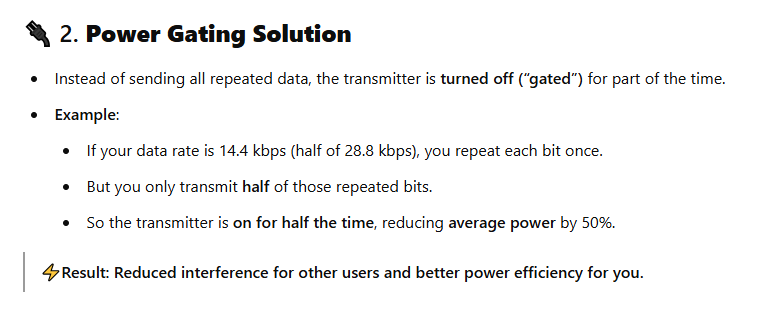 2. Power Gating Solution
Instead of sending all repeated data, the transmitter is turned off (“gated”) for part of the time.
Example:
If your data rate is 14.4 kbps (half of 28.8 kbps), you repeat each bit once.
But you only transmit half of those repeated bits.
So the transmitter is on for half the time, reducing average power by 50%.
⚡Result: Reduced interference for other users and better power efficiency for you.